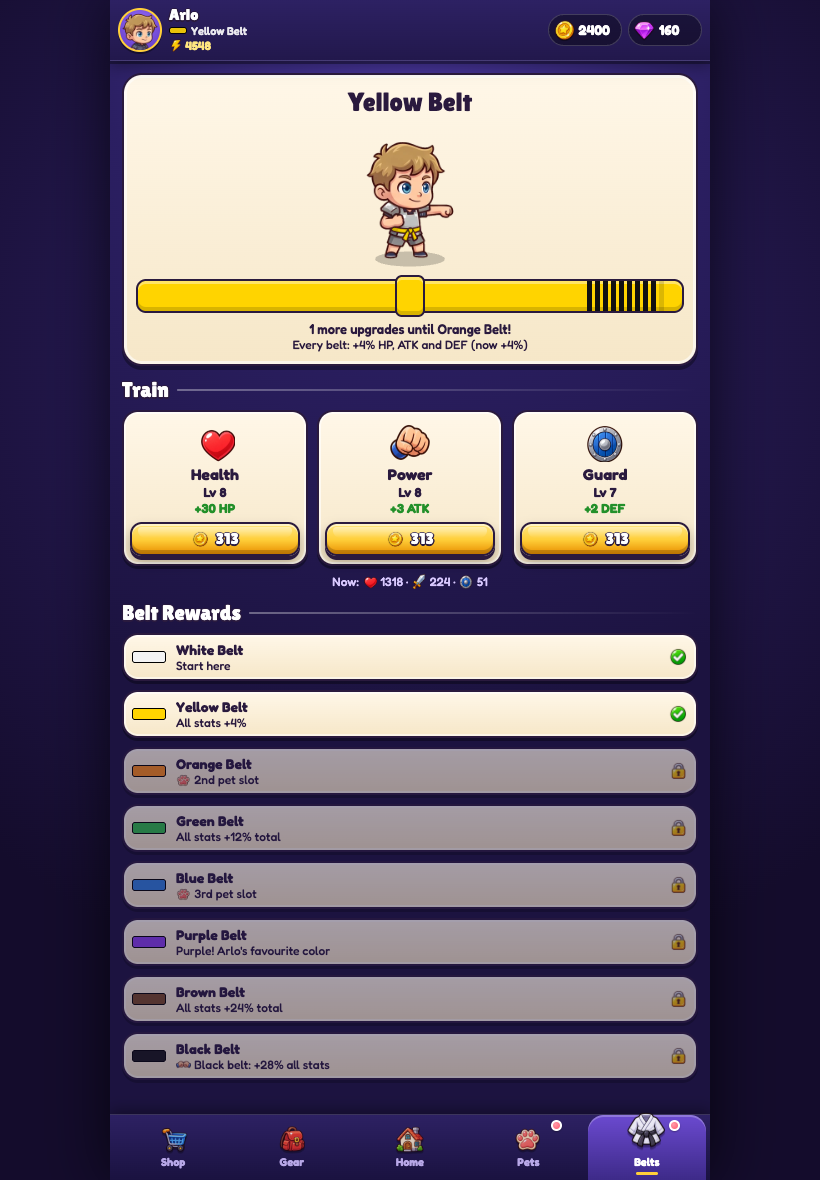 Arlo
Yellow Belt
4548
2400
160
Yellow Belt
1 more upgrades until Orange Belt!
Every belt: +4% HP, ATK and DEF (now +4%)
Train
Health
Lv 8
+30 HP
313
Power
Lv 8
+3 ATK
313
Guard
Lv 7
+2 DEF
313
Now: 1318 · 224 · 51
Belt Rewards
White Belt
Start here
Yellow Belt
All stats +4%
Orange Belt
2nd pet slot
Green Belt
All stats +12% total
Blue Belt
3rd pet slot
Purple Belt
Purple! Arlo's favourite color
Brown Belt
All stats +24% total
Black Belt
Black belt: +28% all stats
Shop
Gear
Home
Pets
Belts